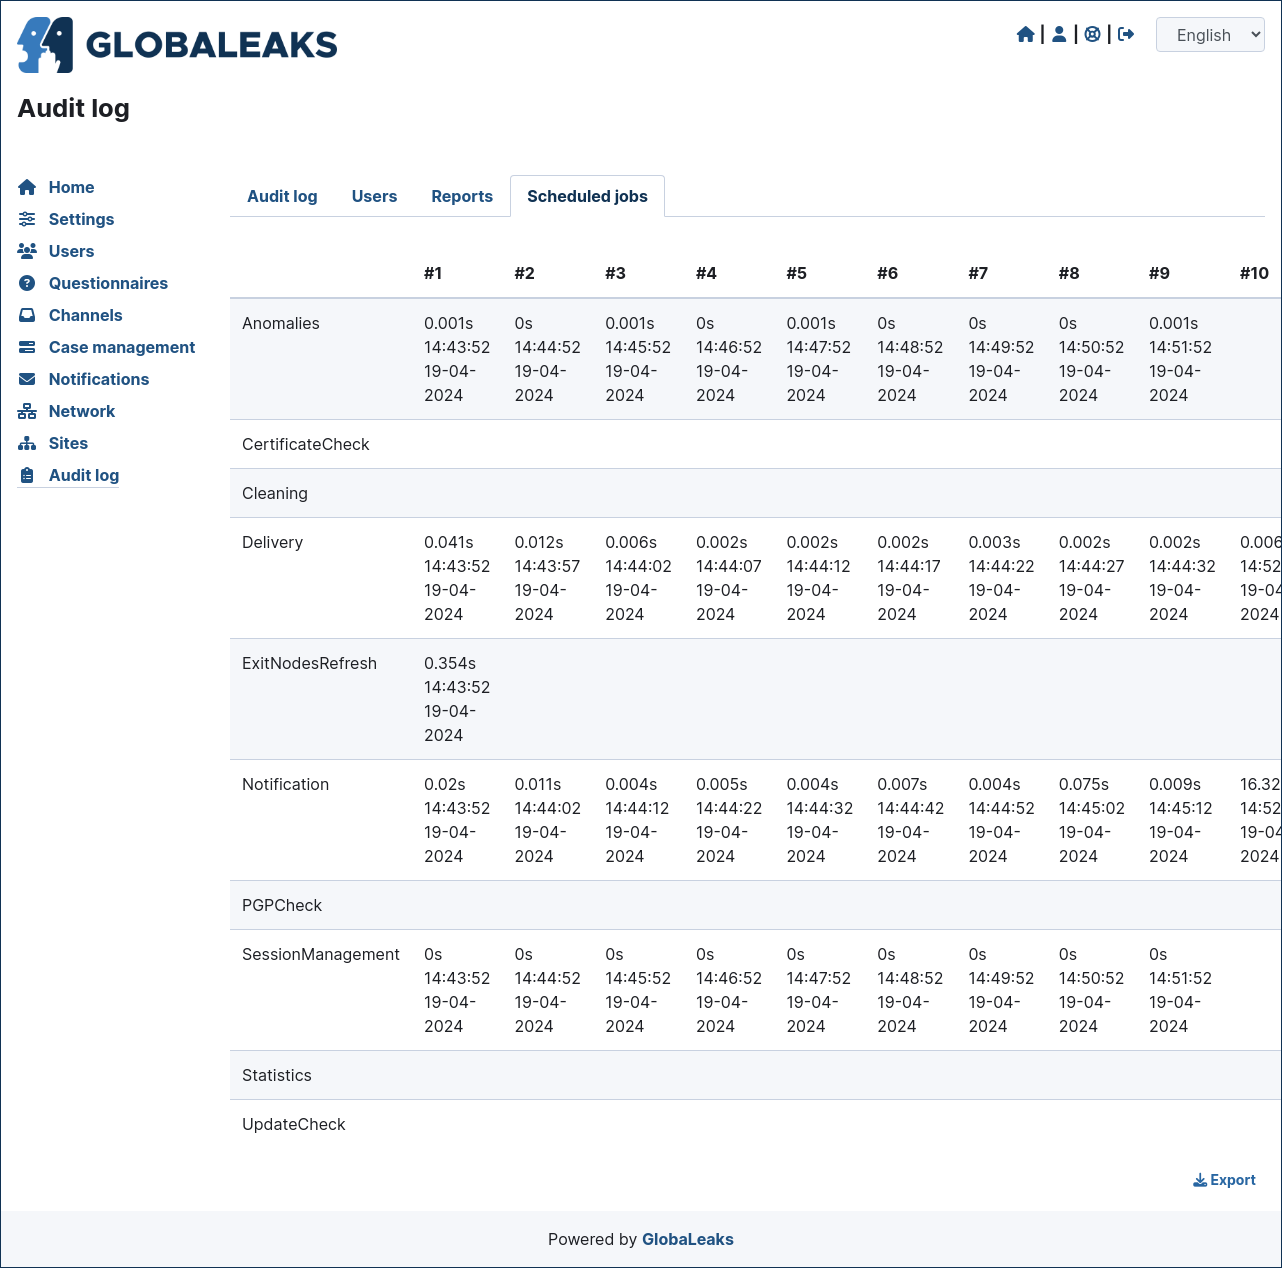 GLOBALEAKS
| | |
English
Audit log
Home
Settings
Users
Questionnaires
Channels
Case management
Notifications
Network
Sites
Audit log
Audit log Users Reports Scheduled jobs
#1 #2 #3 #4 #5 #6 #7 #8 #9 #10
Anomalies 0.001s 0s 0.001s 0s 0.001s 0s 0s 0s 0.001s
14:43:52 14:44:52 14:45:52 14:46:52 14:47:52 14:48:52 14:49:52 14:50:52 14:51:52
19-04- 19-04- 19-04- 19-04- 19-04- 19-04- 19-04- 19-04- 19-04-
2024 2024 2024 2024 2024 2024 2024 2024 2024
CertificateCheck
Cleaning
Delivery 0.041s 0.012s 0.006s 0.002s 0.002s 0.002s 0.003s 0.002s 0.002s 0.006
14:43:52 14:43:57 14:44:02 14:44:07 14:44:12 14:44:17 14:44:22 14:44:27 14:44:32 14:52
19-04- 19-04- 19-04- 19-04- 19-04- 19-04- 19-04- 19-04- 19-04- 19-04
2024 2024 2024 2024 2024 2024 2024 2024 2024 2024
ExitNodesRefresh 0.354s
14:43:52
19-04-
2024
Notification 0.02s 0.011s 0.004s 0.005s 0.004s 0.007s 0.004s 0.075s 0.009s 16.32
14:43:52 14:44:02 14:44:12 14:44:22 14:44:32 14:44:42 14:44:52 14:45:02 14:45:12 14:52
19-04- 19-04- 19-04- 19-04- 19-04- 19-04- 19-04- 19-04- 19-04- 19-04
2024 2024 2024 2024 2024 2024 2024 2024 2024 2024
PGPCheck
SessionManagement 0s 0s 0s 0s 0s 0s 0s 0s 0s
14:43:52 14:44:52 14:45:52 14:46:52 14:47:52 14:48:52 14:49:52 14:50:52 14:51:52
19-04- 19-04- 19-04- 19-04- 19-04- 19-04- 19-04- 19-04- 19-04-
2024 2024 2024 2024 2024 2024 2024 2024 2024
Statistics
UpdateCheck
Export
Powered by GlobaLeaks